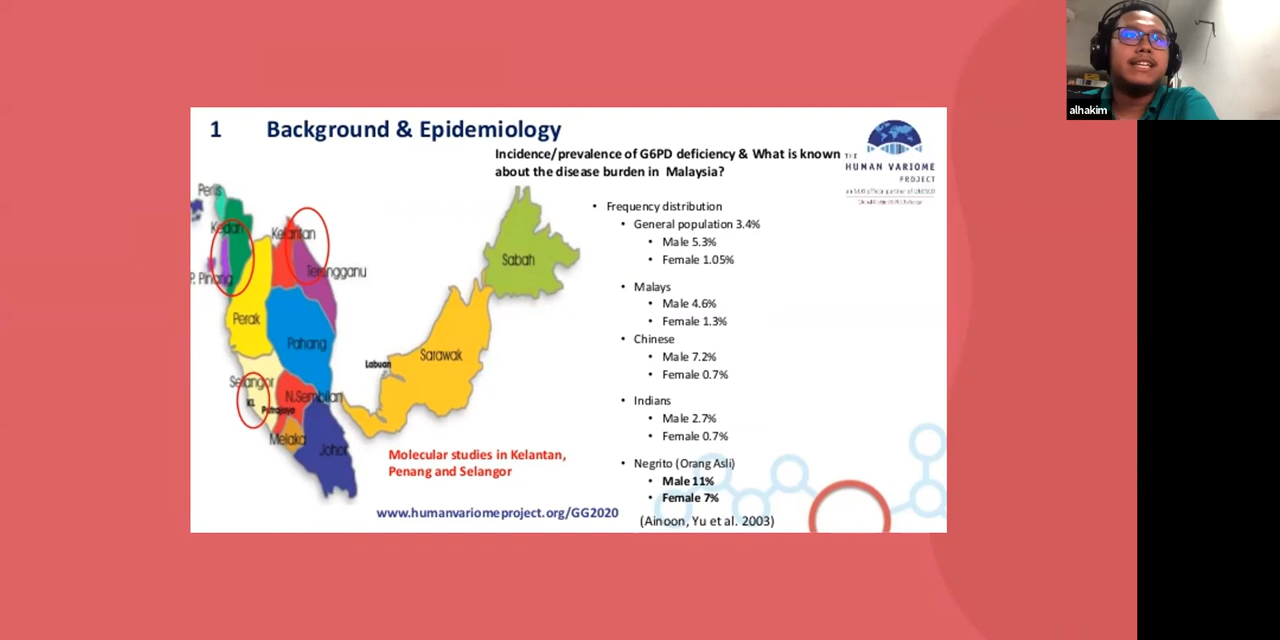 alhakim
1 Background & Epidemiology
Incidence/prevalence of G6PD deficiency & What is known
about the disease burden in Malaysia?
THE
HUMAN VARIOME
PROJECT
an NGO official partner of UNESCO
Perlis
Kedah
P. Pinang
Kelantan
Terengganu
Perak
Pahang
Selangor
KL
Putrajaya
N.Sembilan
Melaka
Johor
Labuan
Sarawak
Sabah
Molecular studies in Kelantan,
Penang and Selangor
www.humanvariomeproject.org/GG2020
• Frequency distribution
• General population 3.4%
• Male 5.3%
• Female 1.05%
• Malays
• Male 4.6%
• Female 1.3%
• Chinese
• Male 7.2%
• Female 0.7%
• Indians
• Male 2.7%
• Female 0.7%
• Negrito (Orang Asli)
• Male 11%
• Female 7%
(Ainoon, Yu et al. 2003)